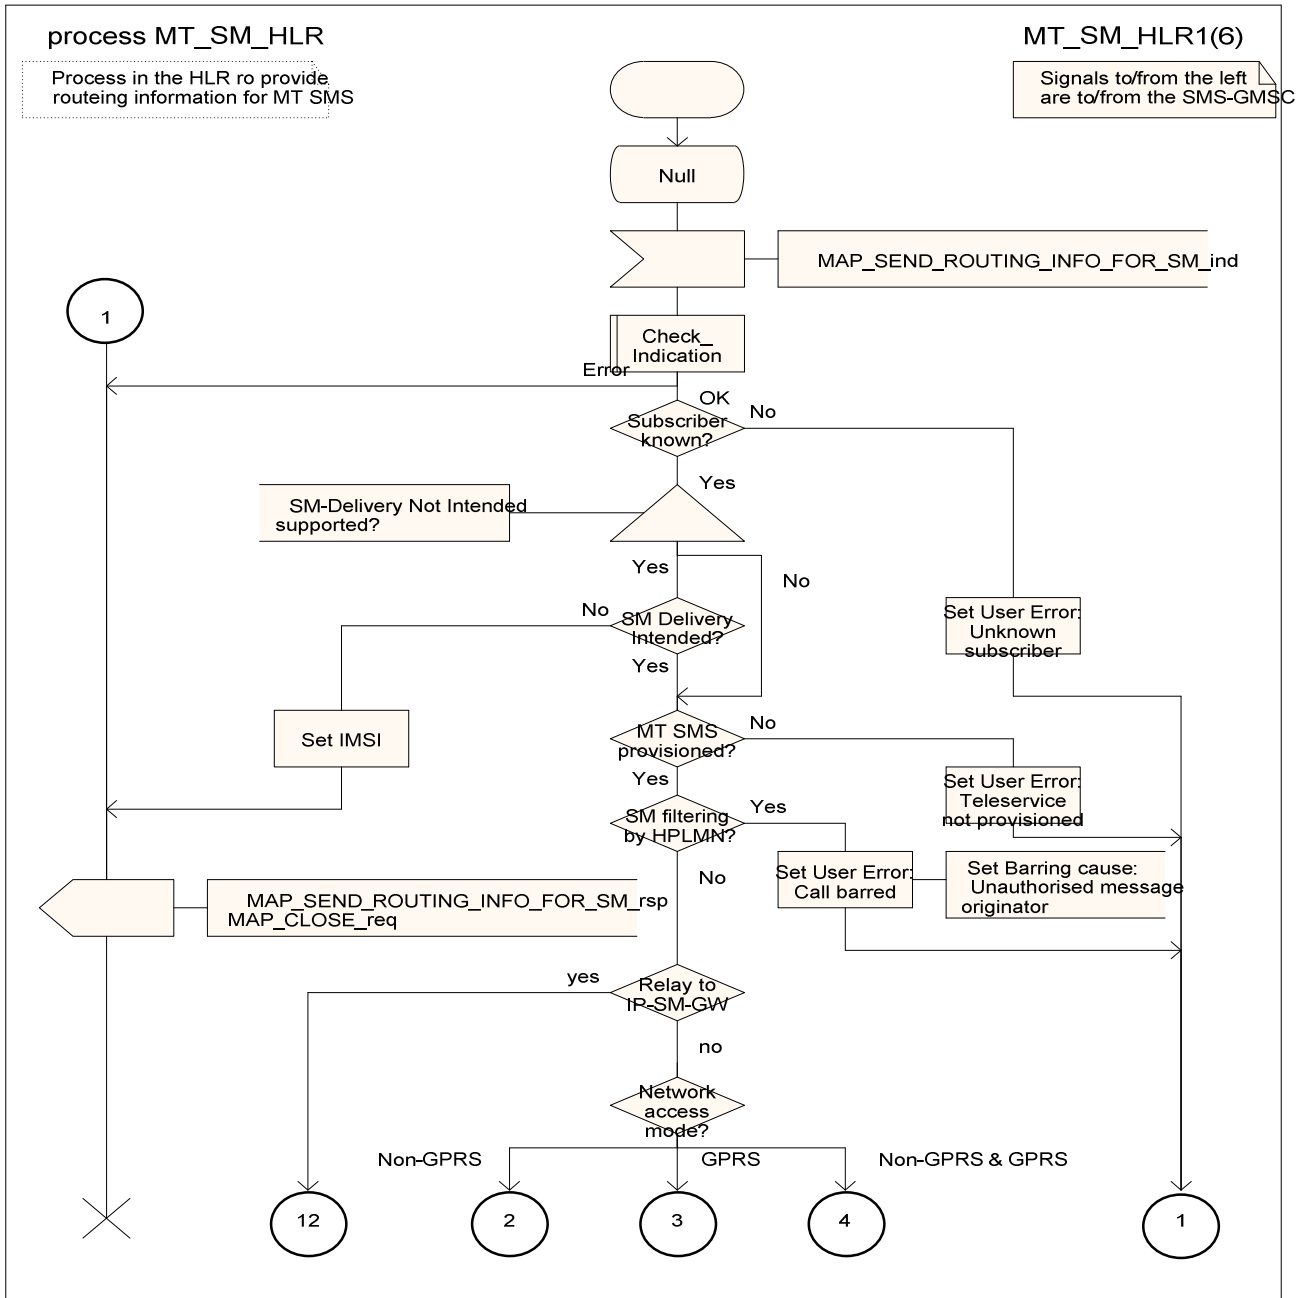 process MT_SM_HLR
MT_SM_HLR1(6)
Process in the HLR ro provide
routeing information for MT SMS
Signals to/from the left
are to/from the SMS-GMSC
Null
MAP_SEND_ROUTING_INFO_FOR_SM_ind
1
Check_
Indication
Error
OK
No
Subscriber
known?
Yes
SM-Delivery Not Intended
supported?
Yes
No
No
SM Delivery
Intended?
Set User Error:
Unknown
subscriber
Yes
No
MT SMS
provisioned?
Set IMSI
Yes
Set User Error:
Teleservice
not provisioned
Yes
SM filtering
by HPLMN?
No
Set User Error:
Call barred
Set Barring cause:
Unauthorised message
originator
MAP_SEND_ROUTING_INFO_FOR_SM_rsp
MAP_CLOSE_req
yes
Relay to
IP-SM-GW
no
Network
access
mode?
Non-GPRS
GPRS
Non-GPRS & GPRS
12
2
3
4
1